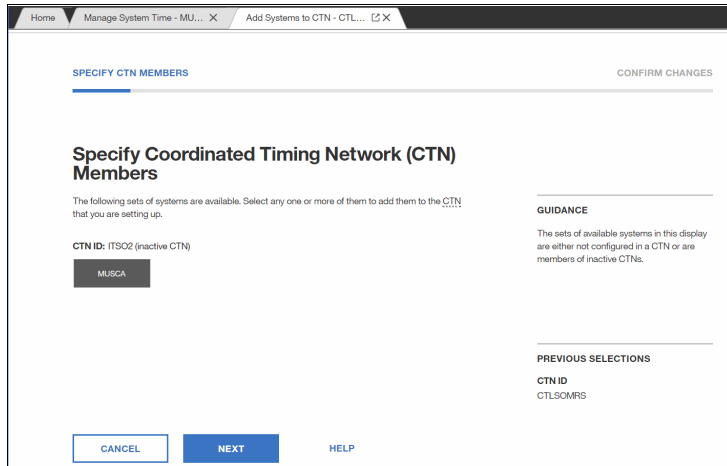 Home
Manage System Time - MU...
Add Systems to CTN - CTL...
SPECIFY CTN MEMBERS
CONFIRM CHANGES
Specify Coordinated Timing Network (CTN)
Members
The following sets of systems are available. Select any one or more of them to add them to the CTN
that you are setting up.
CTN ID: ITSO2 (inactive CTN)
MUSCA
GUIDANCE
The sets of available systems in this display
are either not configured in a CTN or are
members of inactive CTNs.
PREVIOUS SELECTIONS
CTN ID
CTLSOMRS
CANCEL
NEXT
HELP